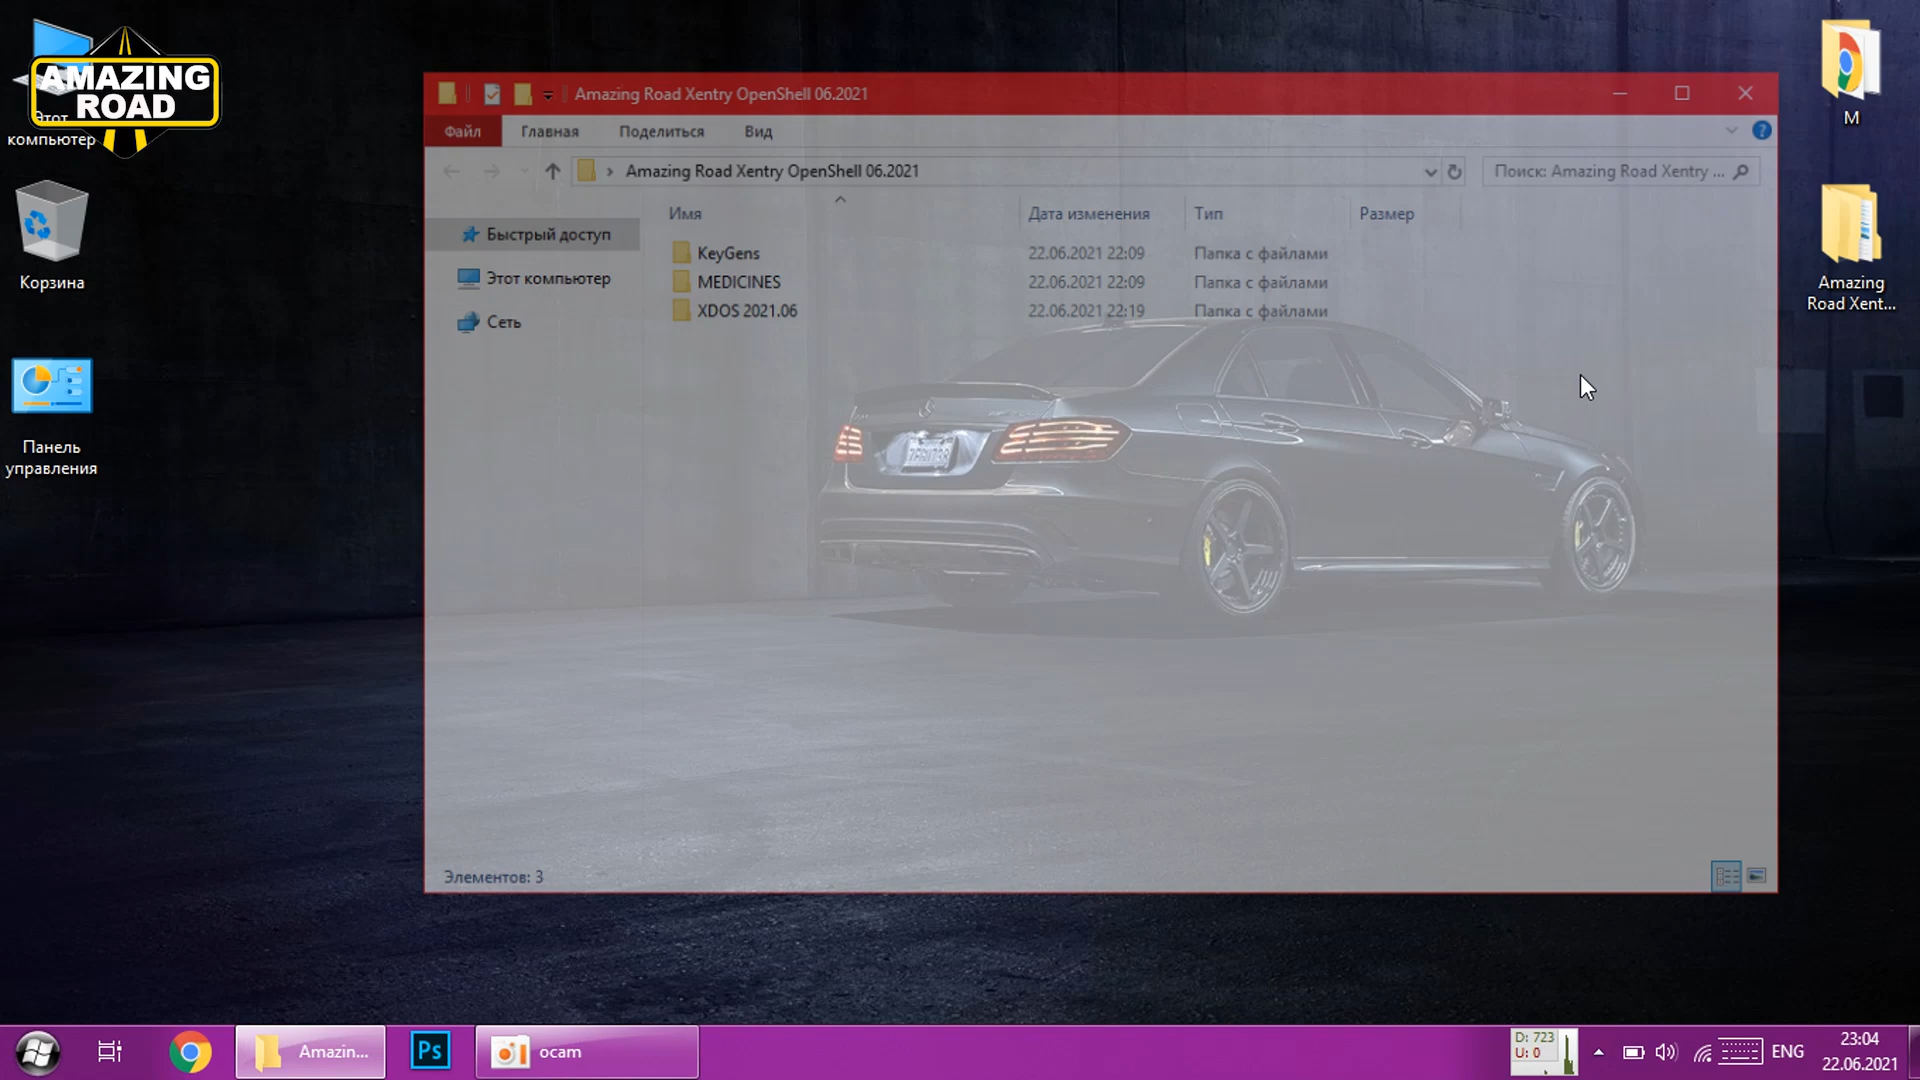 AMAZING
ROAD
Этот
компьютер
Корзина
Панель
управления
Amazing Road Xentry OpenShell 06.2021
Файл
Главная
Поделиться
Вид
Amazing Road Xentry OpenShell 06.2021
Поиск: Amazing Road Xentry ...
Быстрый доступ
Этот компьютер
Сеть
Имя
Дата изменения
Тип
Размер
KeyGens
22.06.2021 22:09
Папка с файлами
MEDICINES
22.06.2021 22:09
Папка с файлами
XDOS 2021.06
22.06.2021 22:19
Папка с файлами
Элементов: 3
M
Amazing
Road Xent...
Amazin...
Ps
ocam
D: 723
U: 0
ENG
23:04
22.06.2021